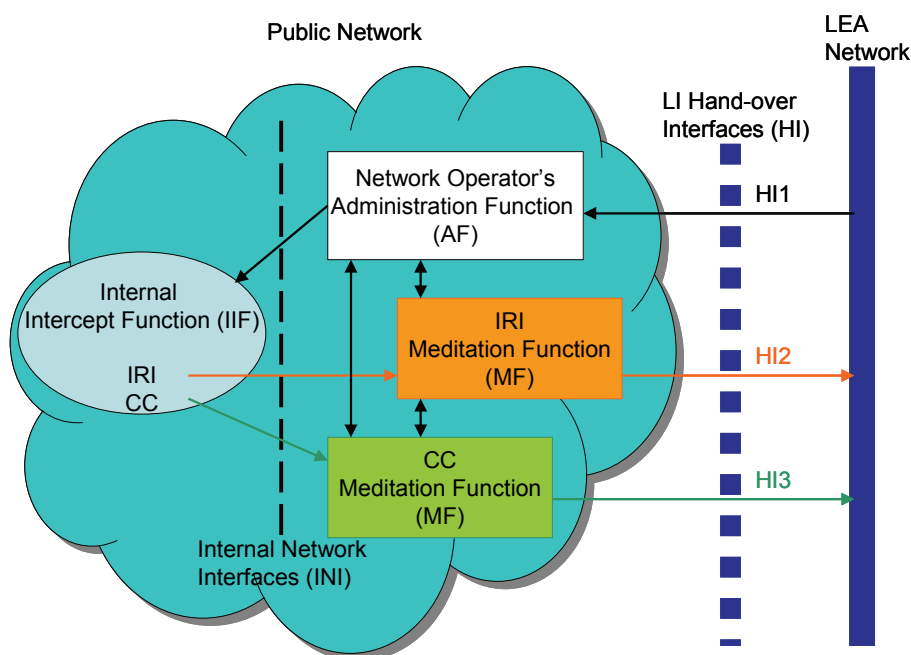 Public Network
LEA
Network
LI Hand-over
Interfaces (HI)
Network Operator's
Administration Function
(AF)
HI1
Internal
Intercept Function (IIF)
IRI
CC
IRI
Meditation Function
(MF)
HI2
CC
Meditation Function
(MF)
HI3
Internal Network
Interfaces (INI)